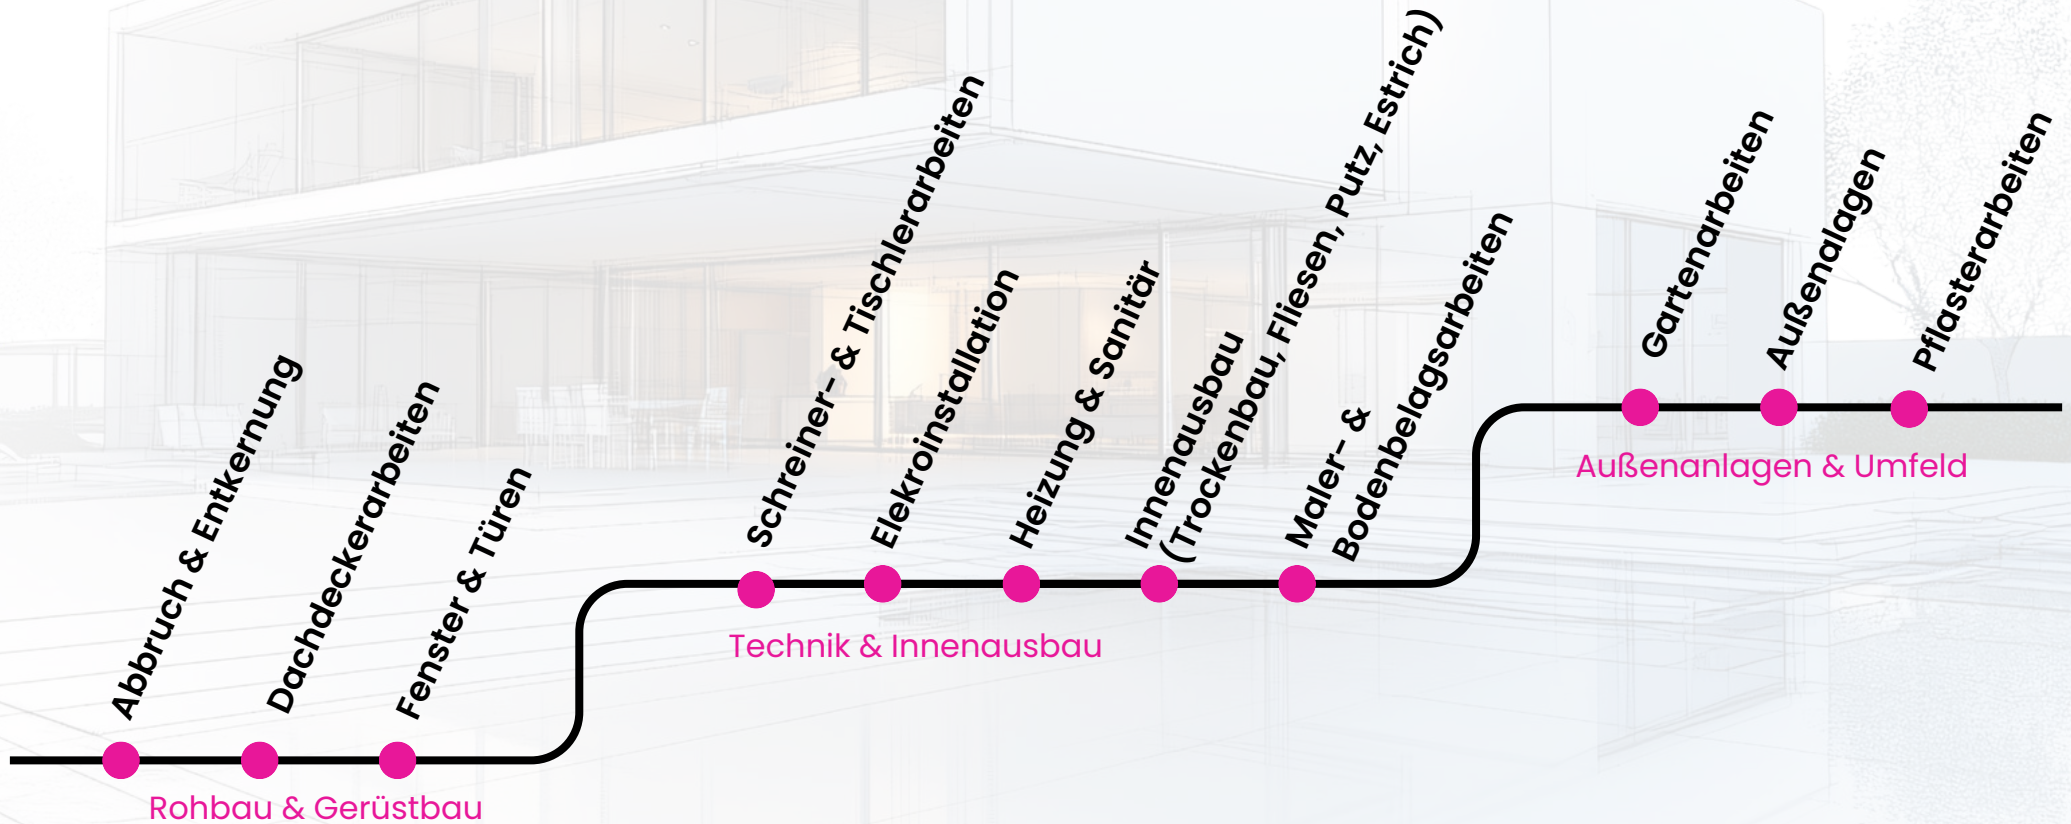 Abbruch & Entkernung
Dachdeckerarbeiten
Fenster & Türen
Rohbau & Gerüstbau
Schreiner- & Tischlerarbeiten
Elekroinstallation
Heizung & Sanitär
Innenausbau
(Trockenbau, Fliesen, Putz, Estrich)
Maler- &
Bodenbelagsarbeiten
Technik & Innenausbau
Gartenarbeiten
Außenalagen
Pflasterarbeiten
Außenanlagen & Umfeld